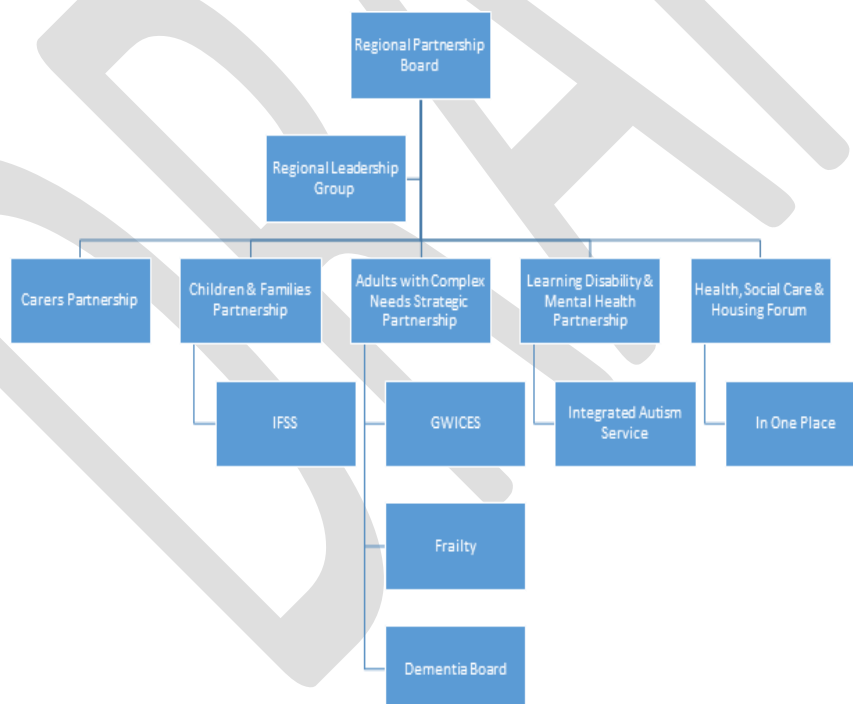 Regional Partnership
Board
Regional Leadership
Group
Carers Partnership
Children & Families
Partnership
Adults with Complex
Needs Strategic
Partnership
Learning Disability &
Mental Health
Partnership
Health, Social Care &
Housing Forum
IFSS
GWICES
Integrated Autism
Service
In One Place
Frailty
Dementia Board